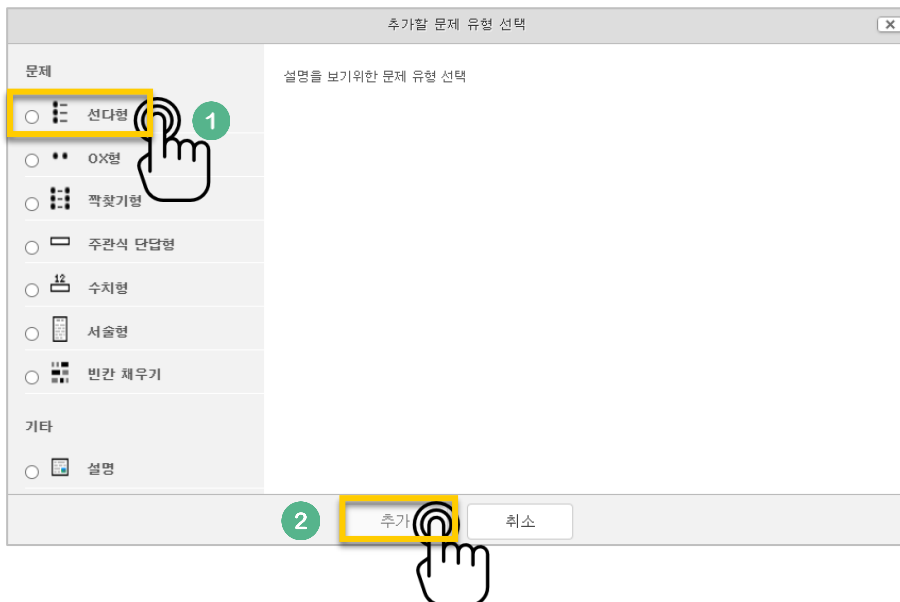 추가할 문제 유형 선택
문제
설명을 보기위한 문제 유형 선택
선다형
1
OX형
짝찾기형
주관식 단답형
12
수치형
서술형
빈칸 채우기
기타
설명
2
추가
취소